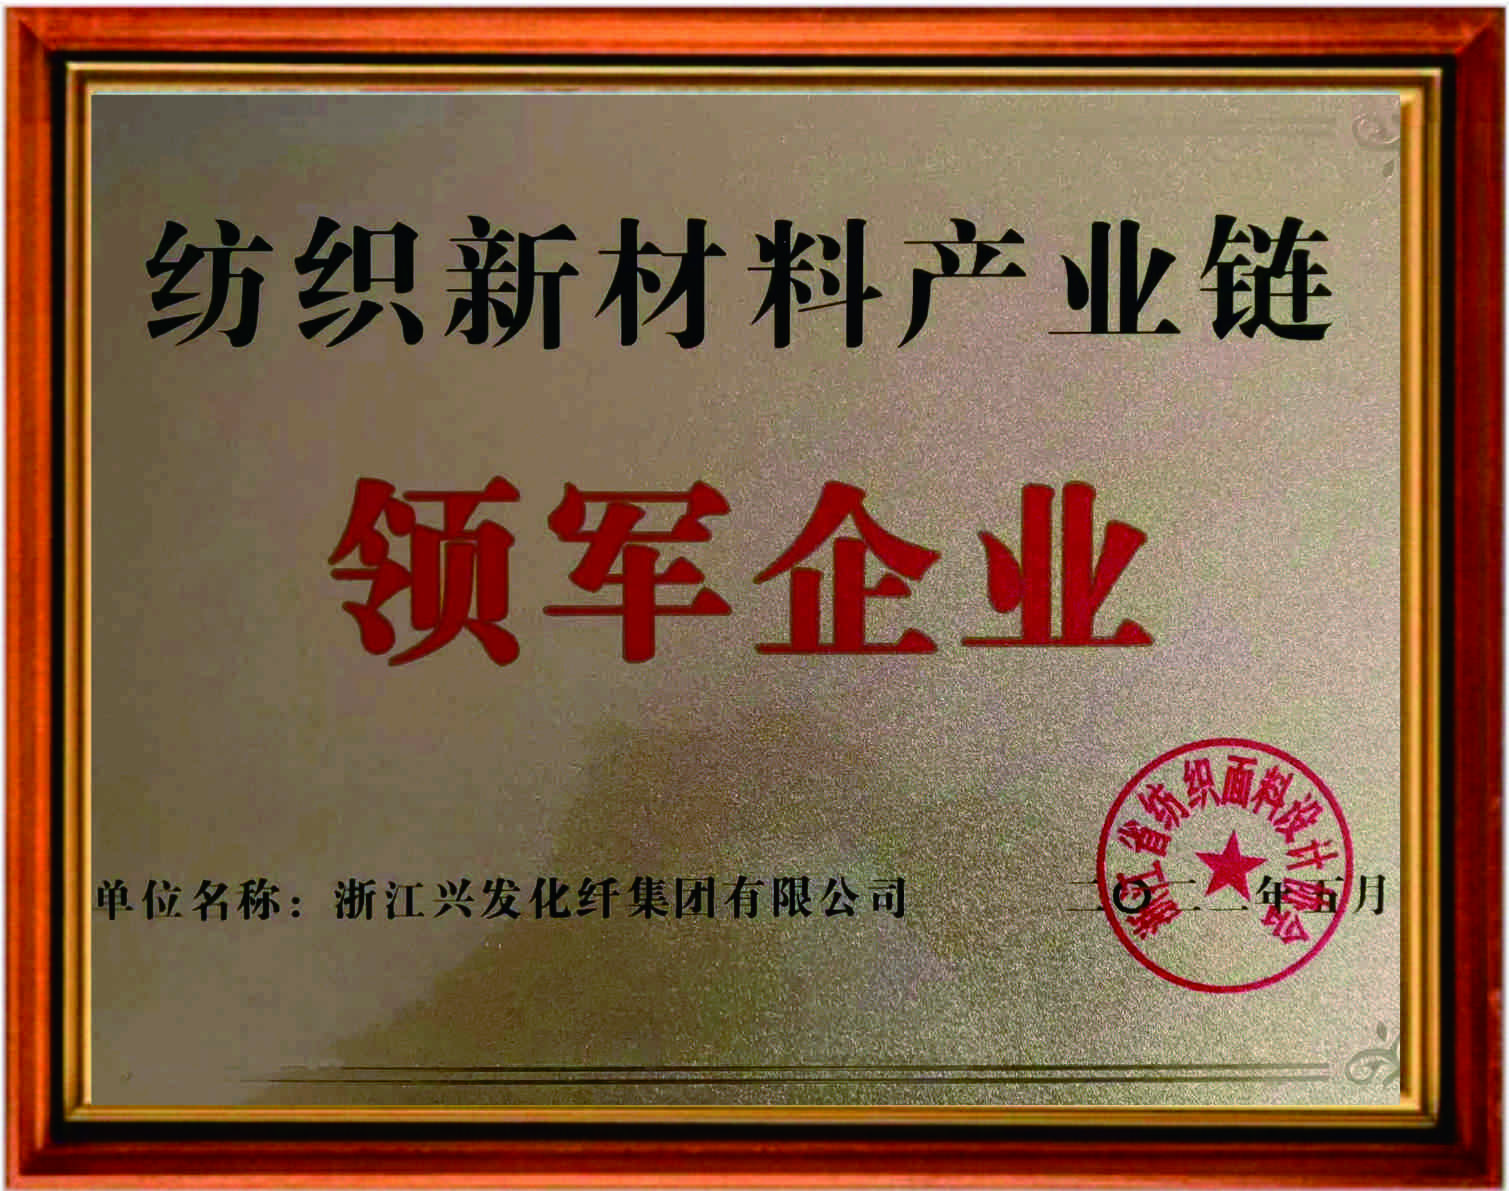 纺织新材料产业链
领军企业
浙江省纺织面料设计协会
单位名称：浙江兴发化纤集团有限公司
二〇二二年五月